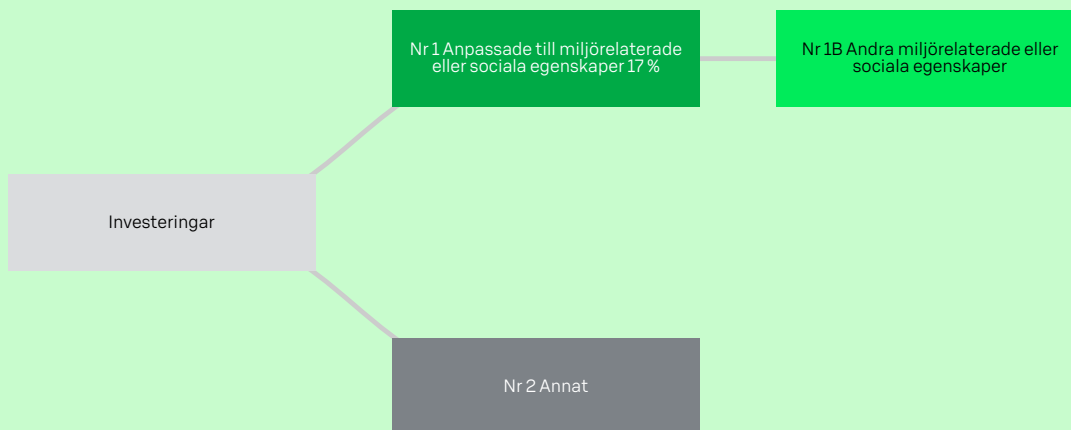 Nr 1 Anpassade till miljörelaterade
eller sociala egenskaper 17 %
Nr 1B Andra miljörelaterade eller
sociala egenskaper
Investeringar
Nr 2 Annat